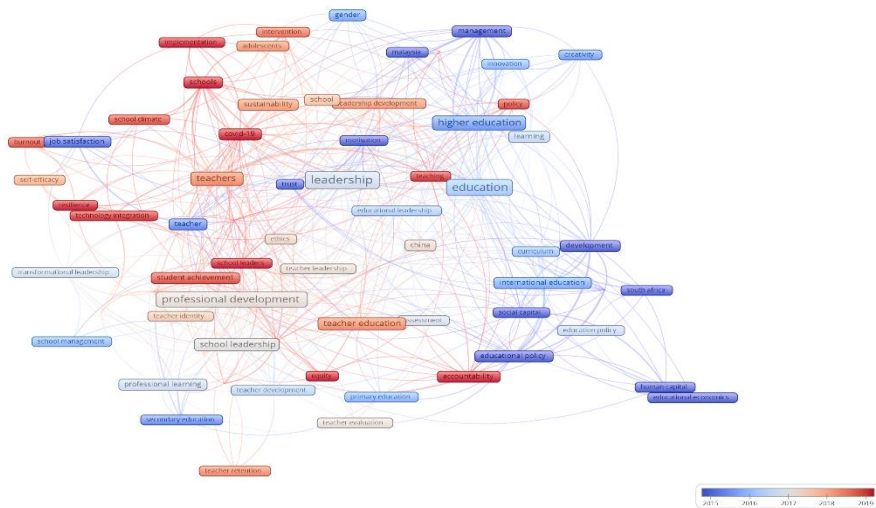 gender
intervention
management
implementation
adolescents
malaysia
creativity
innovation
schools
sustainability
school
leadership development
policy
school climate
higher education
covid-19
learning
burnout
job satisfaction
motivation
teachers
leadership
teaching
self-efficacy
trust
education
resilience
technology integration
educational leadership
teacher
ethics
china
development
curriculum
school leaders
transformational leadership
teacher leadership
student achievement
international education
south africa
professional development
teacher identity
social capital
teacher education
assessment
education policy
school management
school leadership
educational policy
equity
accountability
professional learning
teacher development
primary education
human capital
educational economics
secondary education
teacher evaluation
teacher retention
2015 2016 2017 2018 2019